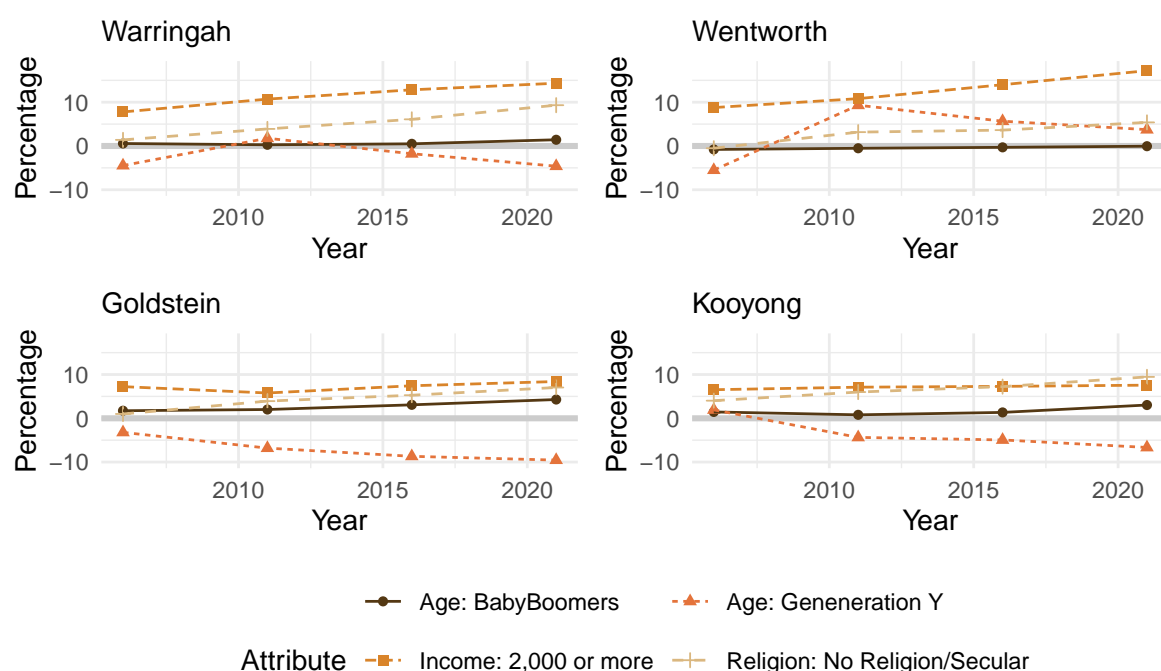 Warringah
Wentworth
Percentage
10
0
−10
2010
2015
2020
Year
Percentage
10
0
−10
2010
2015
2020
Year
Goldstein
Kooyong
Percentage
10
0
−10
2010
2015
2020
Year
Percentage
10
0
−10
2010
2015
2020
Year
Attribute
Age: BabyBoomers
Age: Geneneration Y
Income: 2,000 or more
Religion: No Religion/Secular